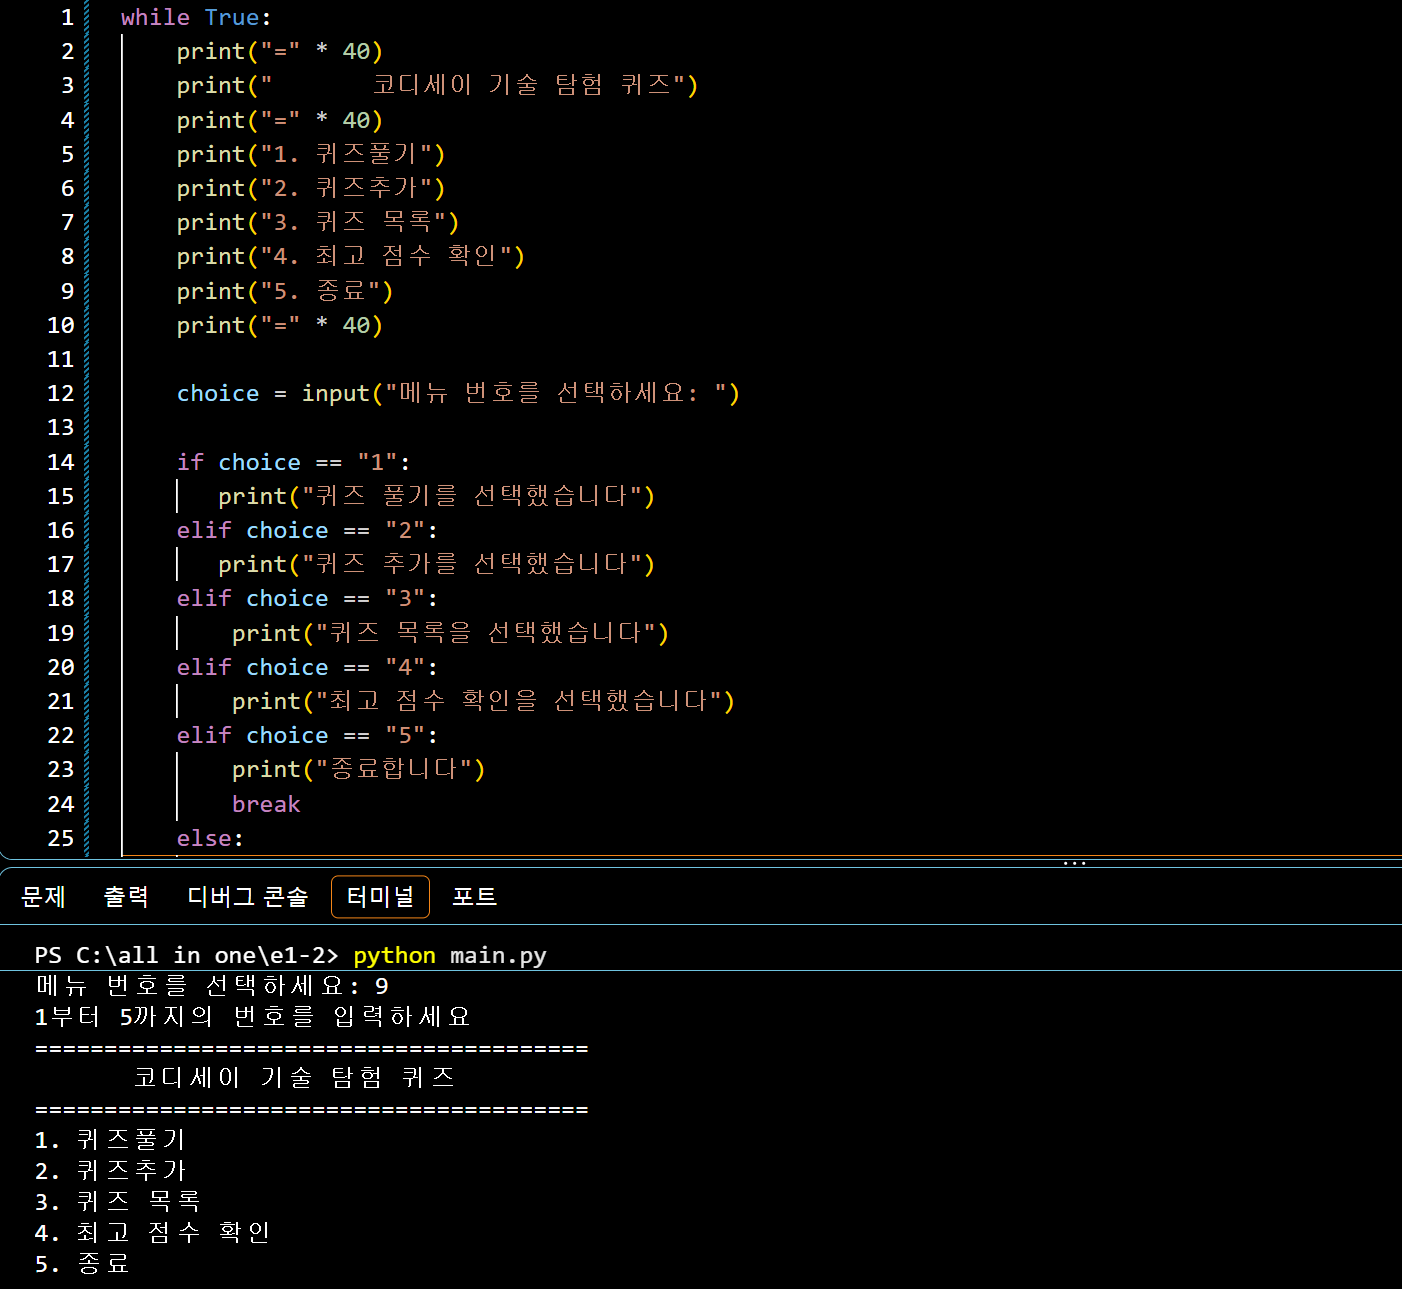 1 while True:
2     print("=" * 40)
3     print("       코디세이 기술 탐험 퀴즈")
4     print("=" * 40)
5     print("1. 퀴즈풀기")
6     print("2. 퀴즈추가")
7     print("3. 퀴즈 목록")
8     print("4. 최고 점수 확인")
9     print("5. 종료")
10     print("=" * 40)
11
12     choice = input("메뉴 번호를 선택하세요: ")
13
14     if choice == "1":
15        print("퀴즈 풀기를 선택했습니다")
16     elif choice == "2":
17        print("퀴즈 추가를 선택했습니다")
18     elif choice == "3":
19         print("퀴즈 목록을 선택했습니다")
20     elif choice == "4":
21         print("최고 점수 확인을 선택했습니다")
22     elif choice == "5":
23         print("종료합니다")
24         break
25     else:
문제 출력 디버그 콘솔 터미널 포트
PS C:\all in one\e1-2> python main.py
메뉴 번호를 선택하세요: 9
1부터 5까지의 번호를 입력하세요
========================================
       코디세이 기술 탐험 퀴즈
========================================
1. 퀴즈풀기
2. 퀴즈추가
3. 퀴즈 목록
4. 최고 점수 확인
5. 종료